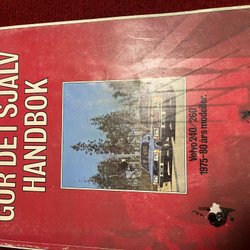 GÖR DET SJÄLV
HANDBOK
Volvo 240/260
1975-80 års modeller